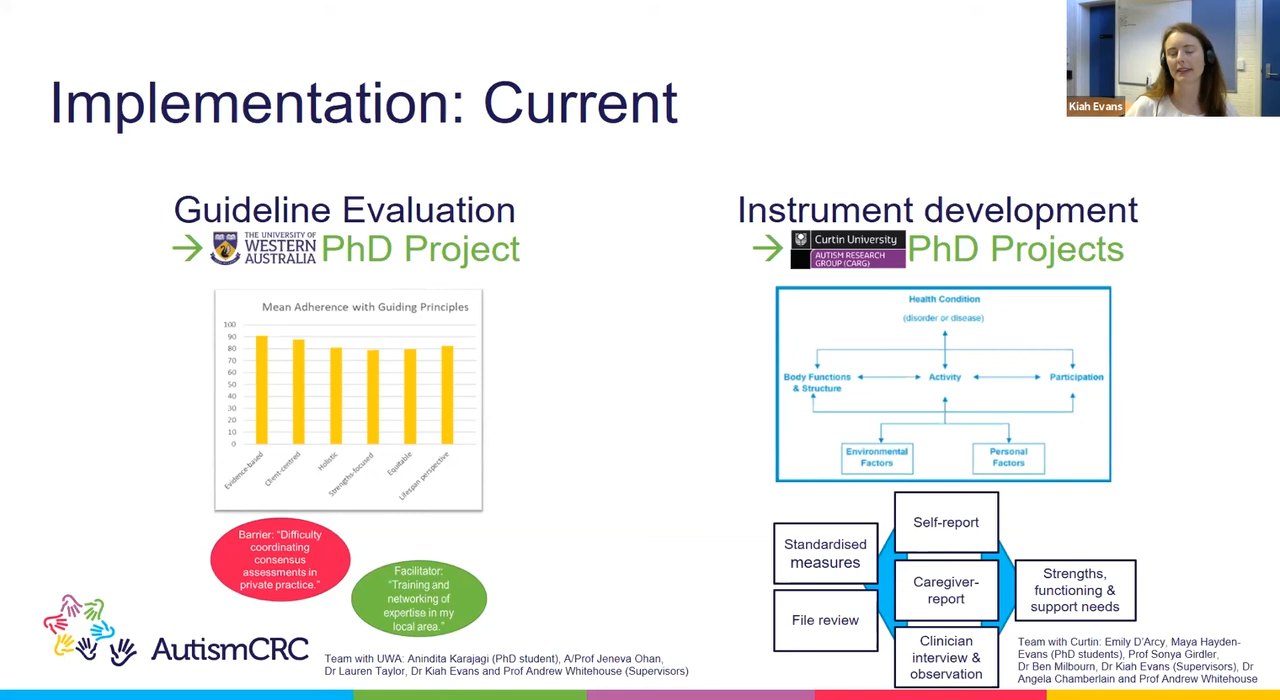 Kiah Evans
Implementation: Current
Guideline Evaluation
→ THE UNIVERSITY OF
WESTERN
AUSTRALIA
PhD Project
Mean Adherence with Guiding Principles
100
90
80
70
60
50
40
30
20
10
0
Evidence-based
Client-centred
Holistic
Strengths-focused
Equitable
Lifespan perspective
Barrier: "Difficulty
coordinating
consensus
assessments in
private practice."
Facilitator:
"Training and
networking of
expertise in my
local area."
AutismCRC
Team with UWA: Anindita Karajagi (PhD student), A/Prof Jeneva Ohan,
Dr Lauren Taylor, Dr Kiah Evans and Prof Andrew Whitehouse (Supervisors)
Instrument development
→ Curtin University
AUTISM RESEARCH
GROUP (CARG)
PhD Projects
Health Condition
(disorder or disease)
Body Functions
& Structure
Activity
Participation
Environmental
Factors
Personal
Factors
Standardised
measures
File review
Self-report
Caregiver-
report
Clinician
interview &
observation
Strengths,
functioning &
support needs
Team with Curtin: Emily D'Arcy, Maya Hayden-
Evans (PhD students), Prof Sonya Girdler,
Dr Ben Milbourn, Dr Kiah Evans (Supervisors), Dr
Angela Chamberlain and Prof Andrew Whitehouse